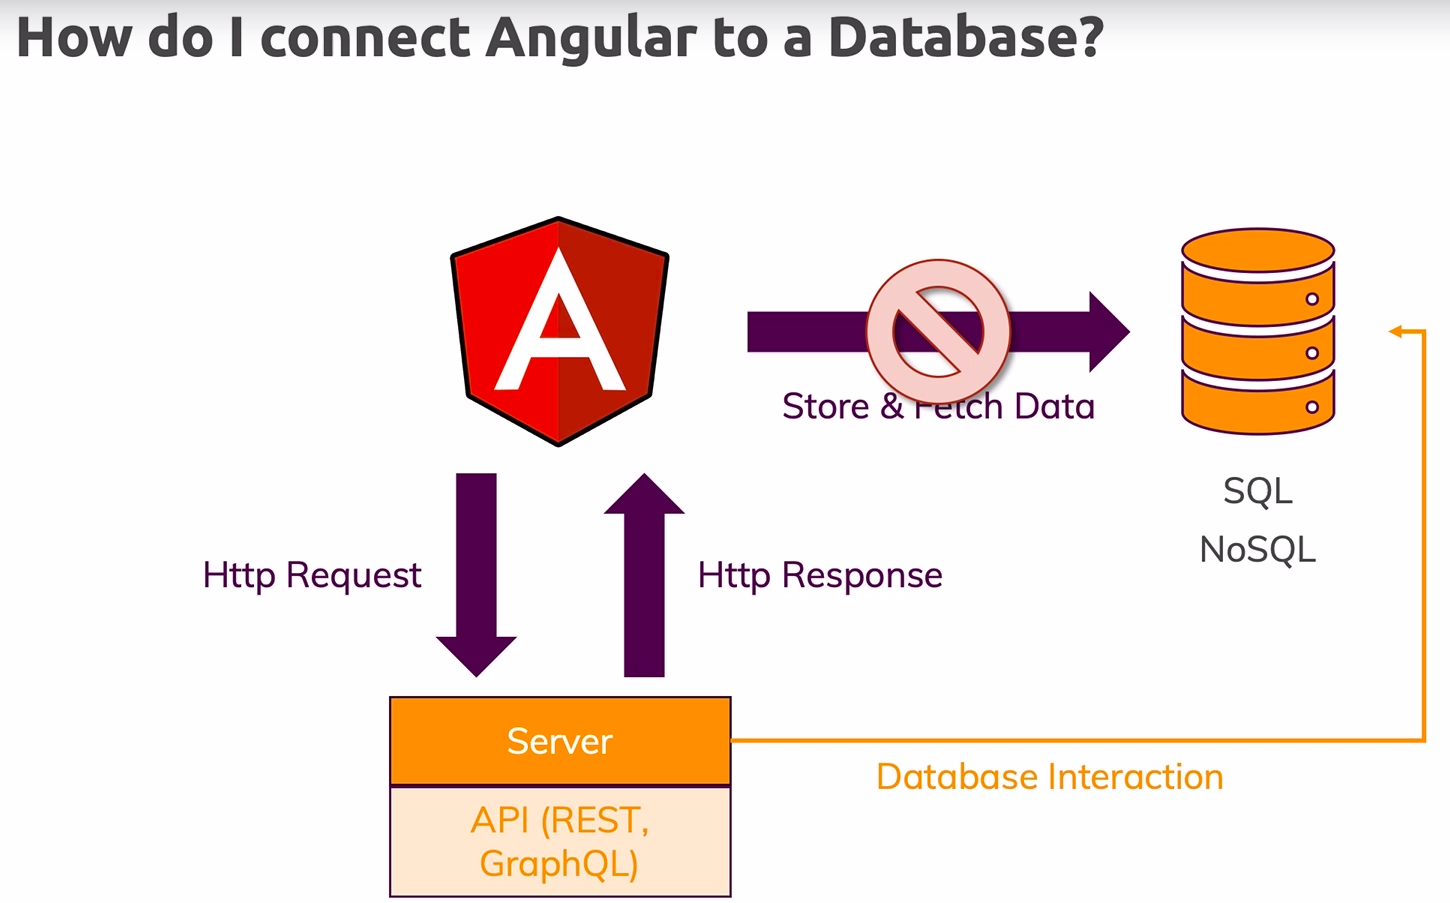 How do I connect Angular to a Database?
A
Store & Fetch Data
SQL
NoSQL
Http Request
Http Response
Server
Database Interaction
API (REST,
GraphQL)